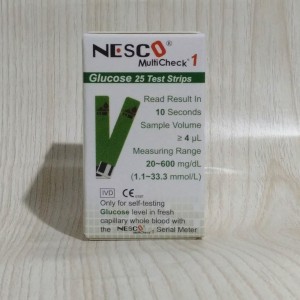 NESCO®
MultiCheck® 1
Glucose 25 Test Strips
Read Result In
10 Seconds
Sample Volume
≥ 4 µL
Measuring Range
20~600 mg/dL
(1.1~33.3 mmol/L)
IVD CE
Only for self-testing
Glucose level in fresh
capillary whole blood with
the NESCO® MultiCheck® Serial Meter